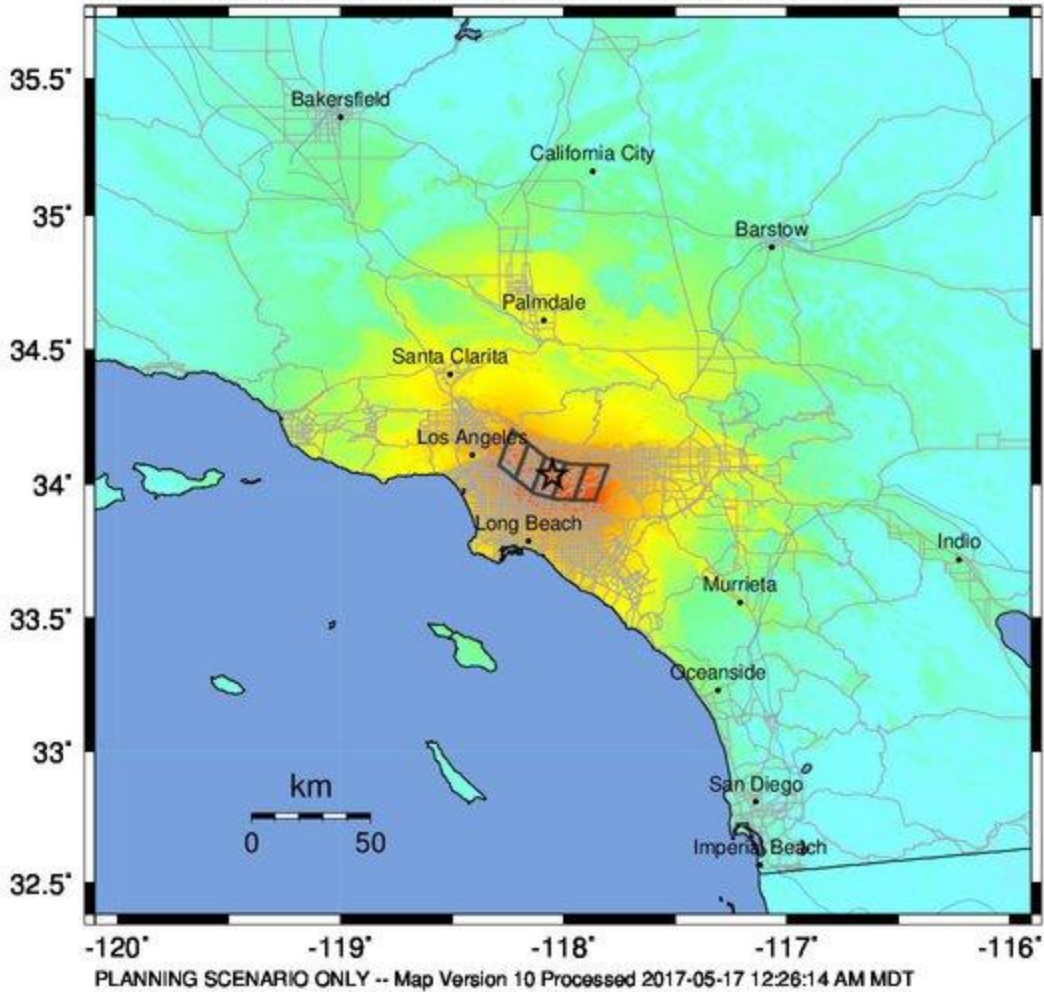 35.5°
Bakersfield
California City
35°
Barstow
Palmdale
34.5°
Santa Clarita
Los Angeles
34°
Long Beach
Indio
Murrieta
33.5°
Oceanside
33°
km
San Diego
0 50
Imperial Beach
32.5°
-120° -119° -118° -117° -116°
PLANNING SCENARIO ONLY -- Map Version 10 Processed 2017-05-17 12:26:14 AM MDT